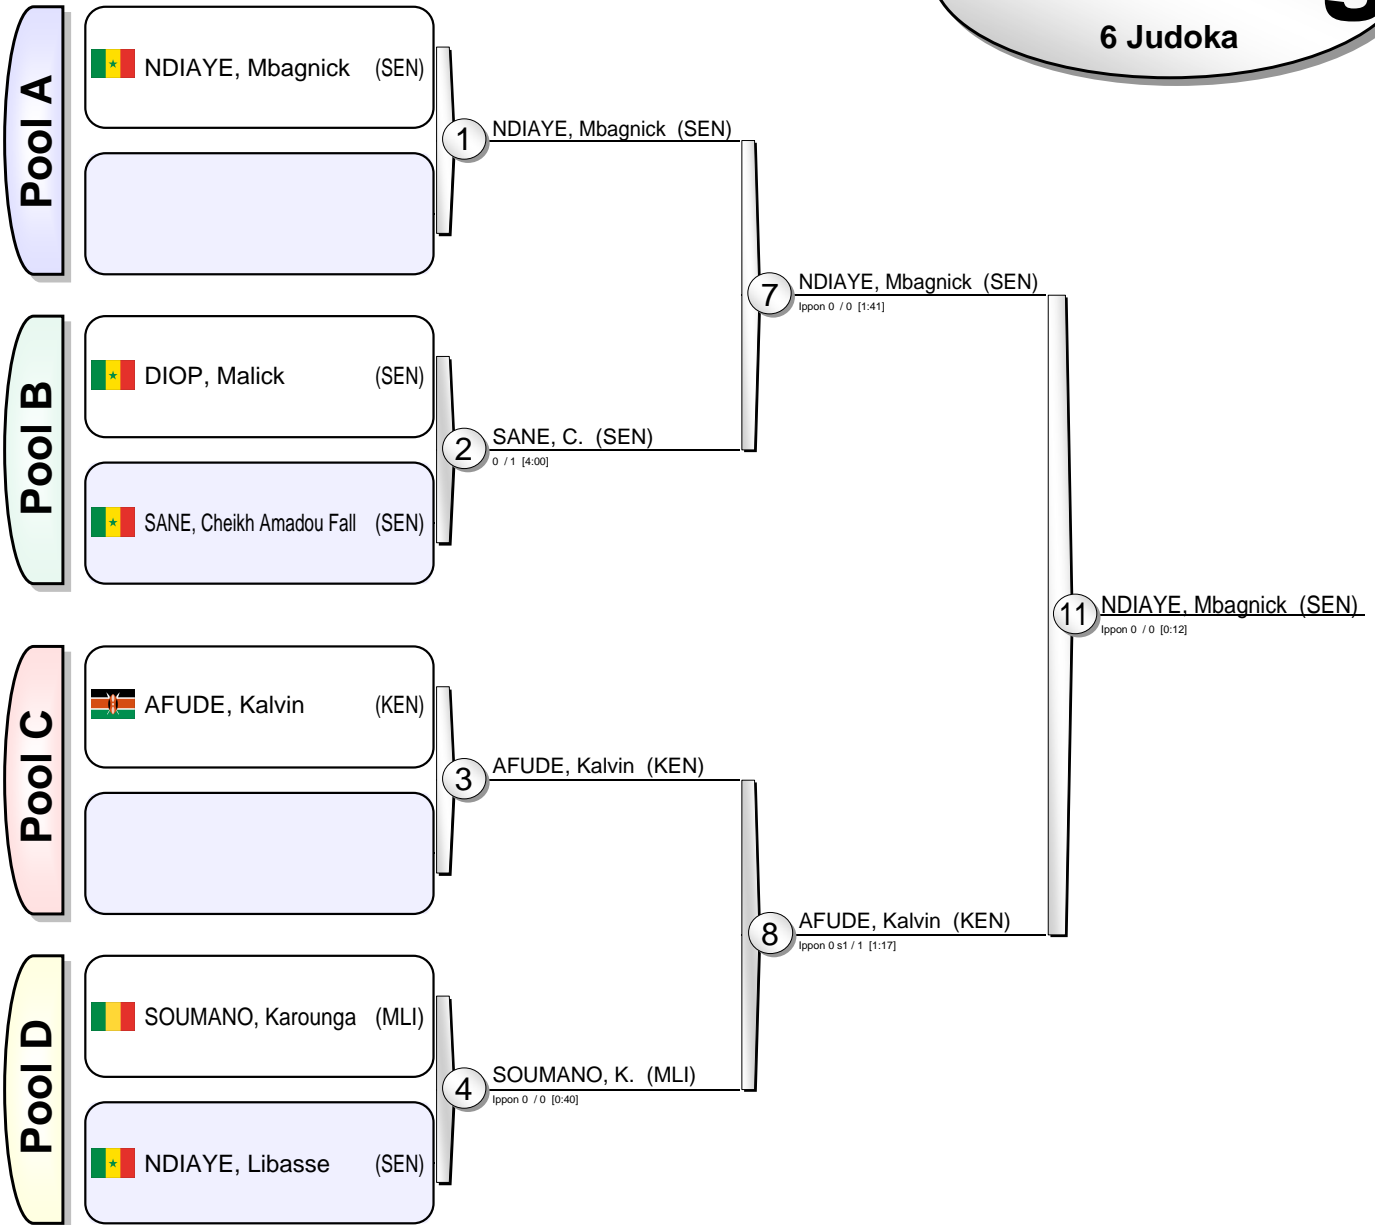 6 Judoka
Pool A
NDIAYE, Mbagnick (SEN)
1
NDIAYE, Mbagnick (SEN)
7
NDIAYE, Mbagnick (SEN)
Ippon 0 / 0 [1:41]
Pool B
DIOP, Malick (SEN)
SANE, Cheikh Amadou Fall (SEN)
2
SANE, C. (SEN)
0 / 1 [4:00]
11
NDIAYE, Mbagnick (SEN)
Ippon 0 / 0 [0:12]
Pool C
AFUDE, Kalvin (KEN)
3
AFUDE, Kalvin (KEN)
8
AFUDE, Kalvin (KEN)
Ippon 0 s1 / 1 [1:17]
Pool D
SOUMANO, Karounga (MLI)
NDIAYE, Libasse (SEN)
4
SOUMANO, K. (MLI)
Ippon 0 / 0 [0:40]